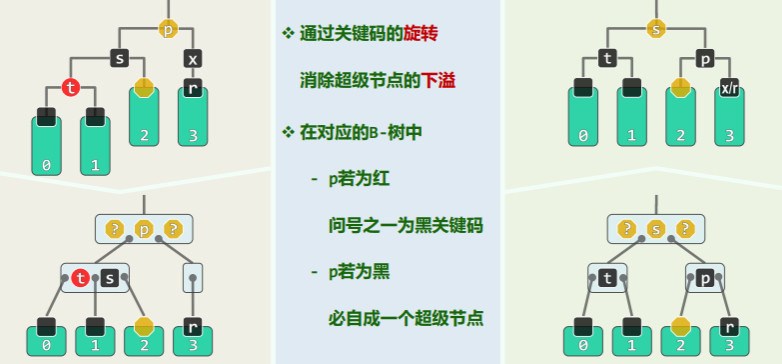 p
s x
t r
0 1 2 3
? p ?
t s
r
0 1 2 3
❖ 通过关键码的旋转
消除超级节点的下溢
❖ 在对应的B-树中
- p若为红
问号之一为黑关键码
- p若为黑
必自成一个超级节点
s
t p
x/r
0 1 2 3
? s ?
t p
r
0 1 2 3